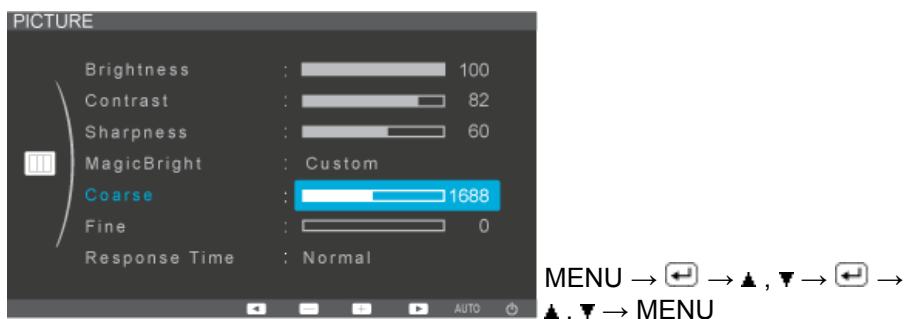 PICTURE
Brightness : 100
Contrast : 82
Sharpness : 60
MagicBright : Custom
Coarse : 1688
Fine : 0
Response Time : Normal
AUTO
MENU → ↵ → ▲ , ▼ → ↵ →
▲ , ▼ → MENU